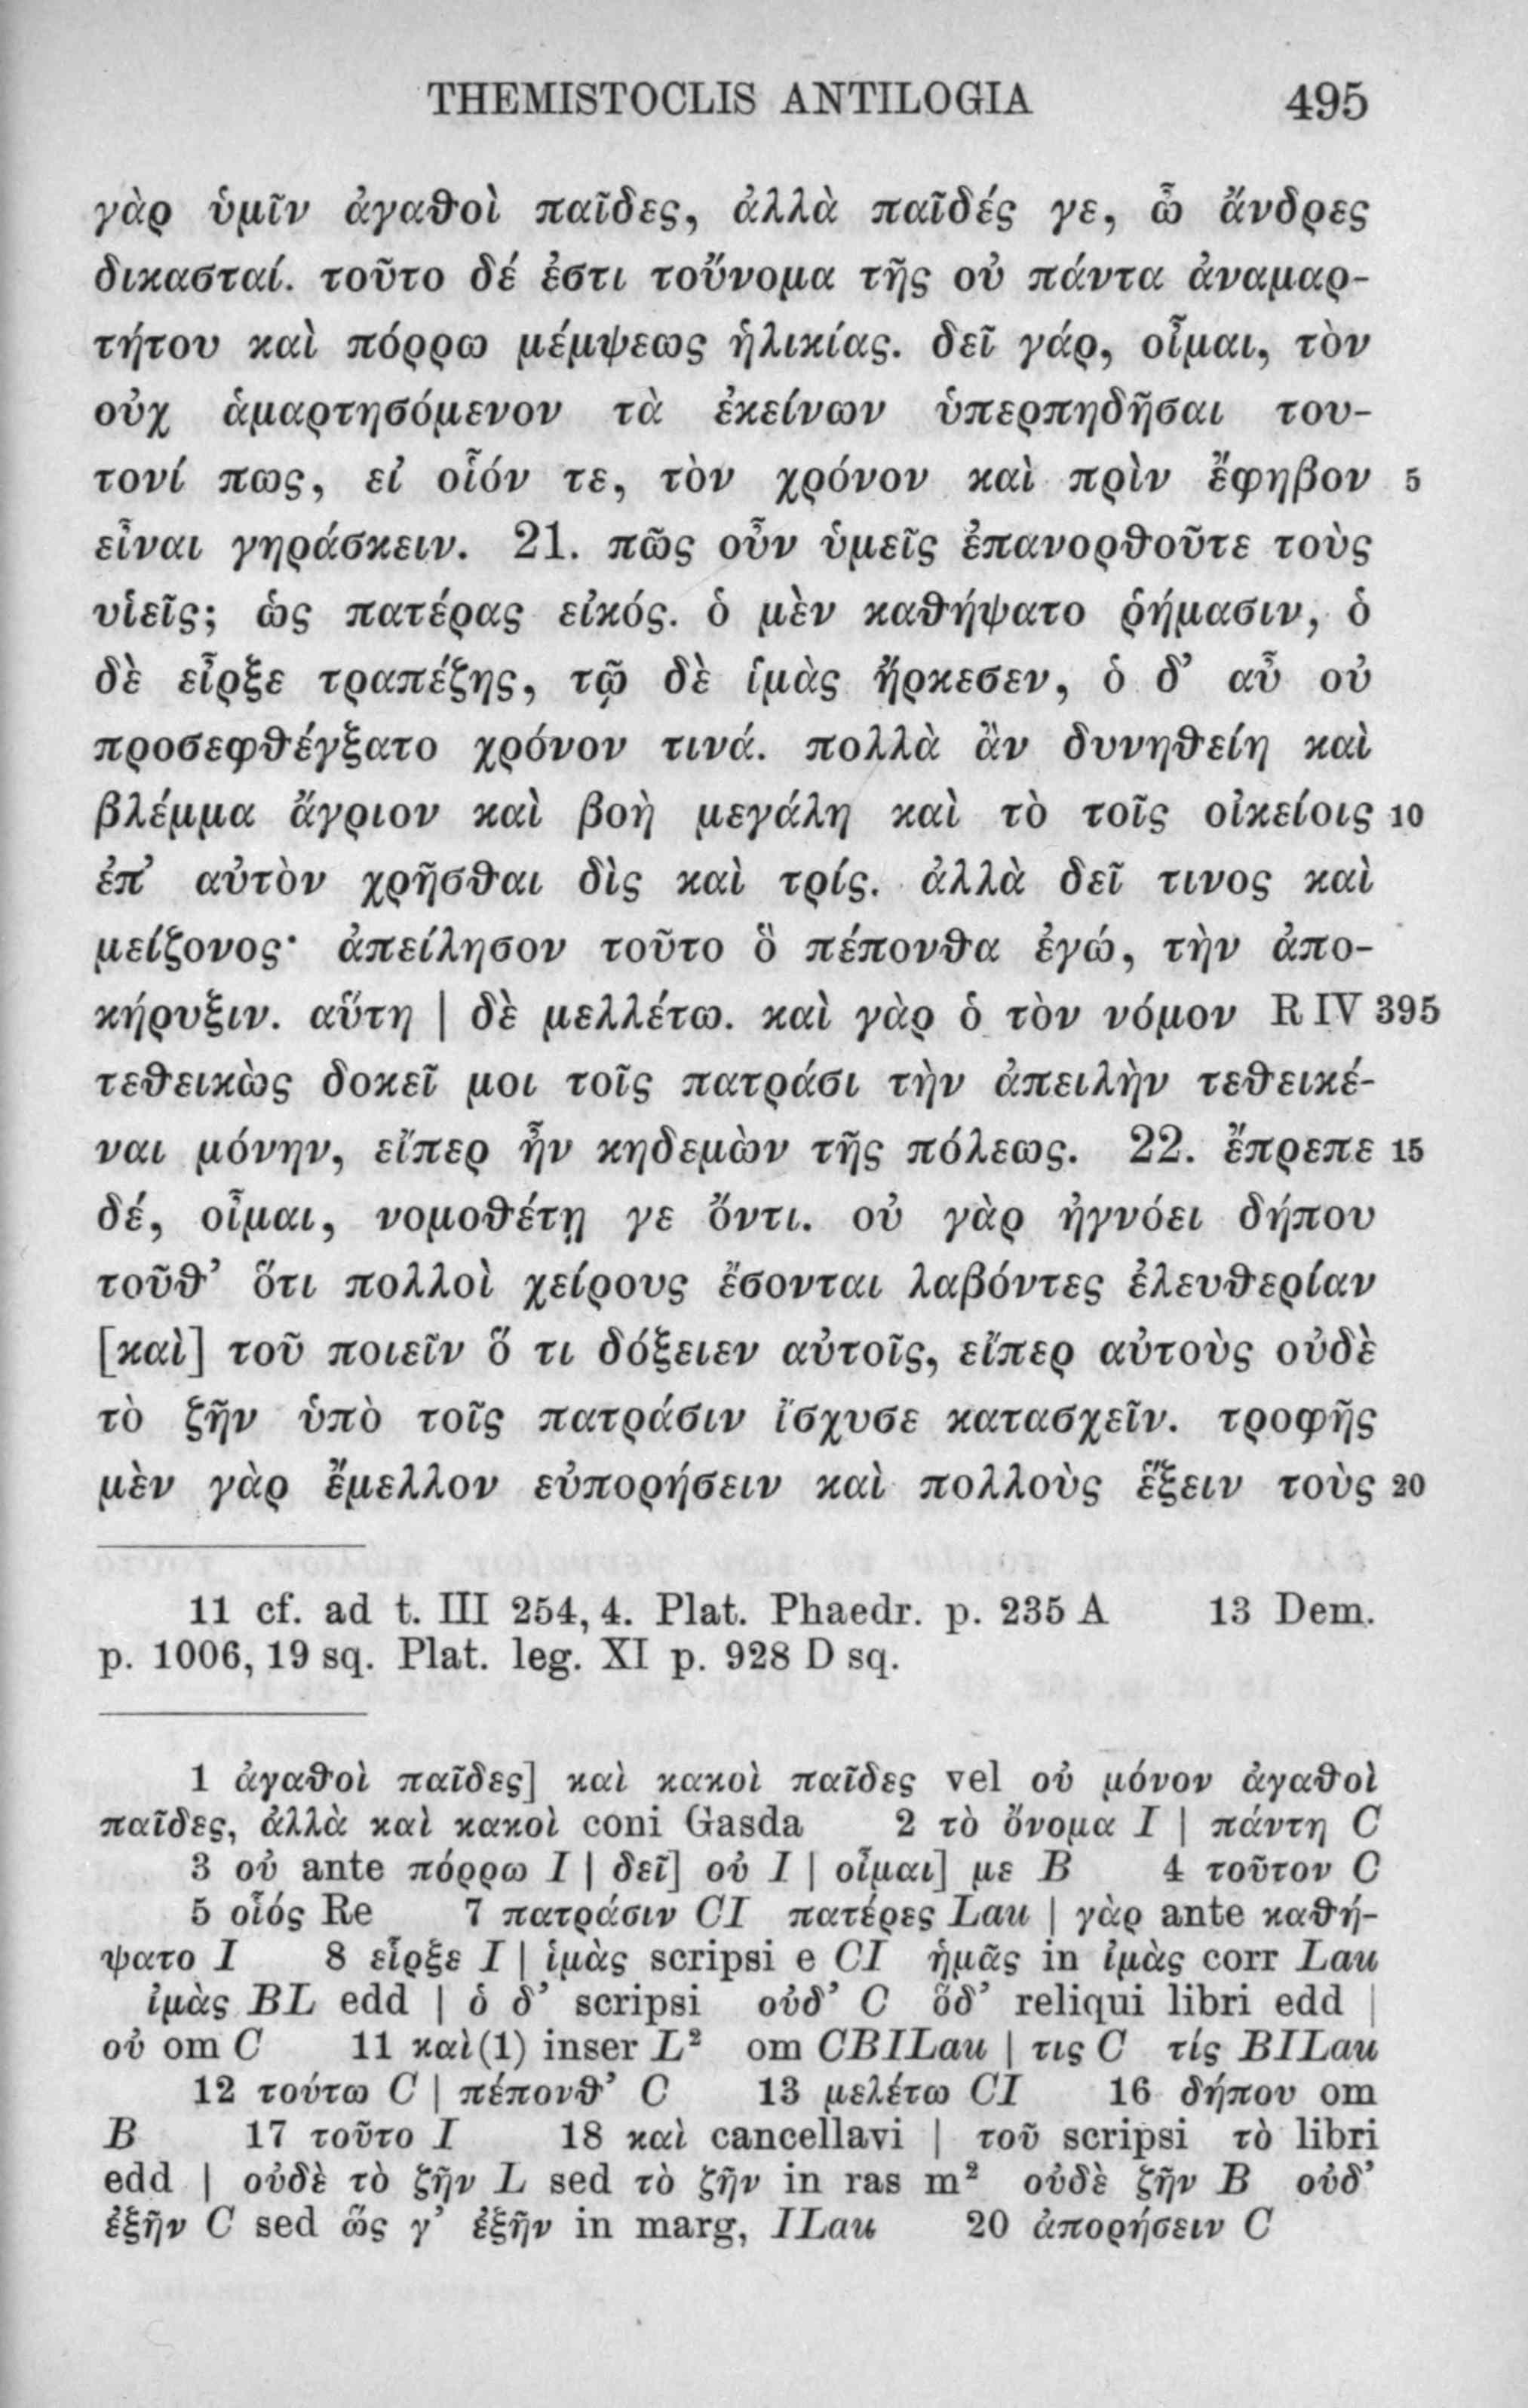 THEMISTOCLIS ANTILOGIA 495
γὰρ ὑμῖν ἀγαθοὶ παῖδες, ἀλλὰ παῖδές γε, ὦ ἄνδρες
δικασταί. τοῦτο δέ ἐστι τοὔνομα τῆς οὐ πάντα ἀναμαρ-
τήτου καὶ πόρρω μέμψεως ἡλικίας. δεῖ γάρ, οἶμαι, τὸν
οὐχ ἁμαρτησόμενον τὰ ἐκείνων ὑπερπηδῆσαι του-
τονί πως, εἰ οἷόν τε, τὸν χρόνον καὶ πρὶν ἔφηβον 5
εἶναι γηράσκειν. 21. πῶς οὖν ὑμεῖς ἐπανορθοῦτε τοὺς
υἱεῖς; ὡς πατέρας εἰκός. ὁ μὲν καθήψατο ῥήμασιν, ὁ
δὲ εἶρξε τραπέζης, τῷ δὲ ἱμὰς ἤρκεσεν, ὁ δ’ αὖ οὐ
προσεφθέγξατο χρόνον τινά. πολλὰ ἂν δυνηθείη καὶ
βλέμμα ἄγριον καὶ βοὴ μεγάλη καὶ τὸ τοῖς οἰκείοις 10
ἐπ’ αὐτὸν χρῆσθαι δὶς καὶ τρίς. ἀλλὰ δεῖ τινος καὶ
μείζονος· ἀπείλησον τοῦτο ὃ πέπονθα ἐγώ, τὴν ἀπο-
κήρυξιν. αὕτη | δὲ μελλέτω. καὶ γὰρ ὁ τὸν νόμον R IV 395
τεθεικὼς δοκεῖ μοι τοῖς πατράσι τὴν ἀπειλὴν τεθεικέ-
ναι μόνην, εἴπερ ἦν κηδεμὼν τῆς πόλεως. 22. ἔπρεπε 15
δέ, οἶμαι, νομοθέτῃ γε ὄντι. οὐ γὰρ ἠγνόει δήπου
τοῦθ’ ὅτι πολλοὶ χείρους ἔσονται λαβόντες ἐλευθερίαν
[καὶ] τοῦ ποιεῖν ὅ τι δόξειεν αὐτοῖς, εἴπερ αὐτοὺς οὐδὲ
τὸ ζῆν ὑπὸ τοῖς πατράσιν ἴσχυσε κατασχεῖν. τροφῆς
μὲν γὰρ ἔμελλον εὐπορήσειν καὶ πολλοὺς ἕξειν τοὺς 20
11 cf. ad t. III 254, 4. Plat. Phaedr. p. 235 A 13 Dem.
p. 1006, 19 sq. Plat. leg. XI p. 928 D sq.
1 ἀγαθοὶ παῖδες] καὶ κακοὶ παῖδες vel οὐ μόνον ἀγαθοὶ
παῖδες, ἀλλὰ καὶ κακοὶ coni Gasda 2 τὸ ὄνομα I | πάντη C
3 οὐ ante πόρρω I | δεῖ] οὐ I | οἶμαι] με B 4 τοῦτον C
5 οἷός Re 7 πατράσιν CI πατέρες Lau | γὰρ ante καθή-
ψατο I 8 εἷρξε I | ἱμὰς scripsi e CI ἡμᾶς in ἰμὰς corr Lau
ἰμὰς BL edd | ὁ δ’ scripsi οὐδ’ C ὅδ’ reliqui libri edd |
οὐ om C 11 καὶ(1) inser L² om CBILau | τις C τίς BILau
12 τούτω C | πέπονθ’ C 13 μελέτω CI 16 δήπου om
B 17 τοῦτο I 18 καὶ cancellavi | τοῦ scripsi τὸ libri
edd | οὐδὲ τὸ ζῆν L sed τὸ ζῆν in ras m² οὐδὲ ζῆν B οὐδ’
ἐξῆν C sed ὥς γ’ ἐξῆν in marg, ILau 20 ἀπορήσειν C